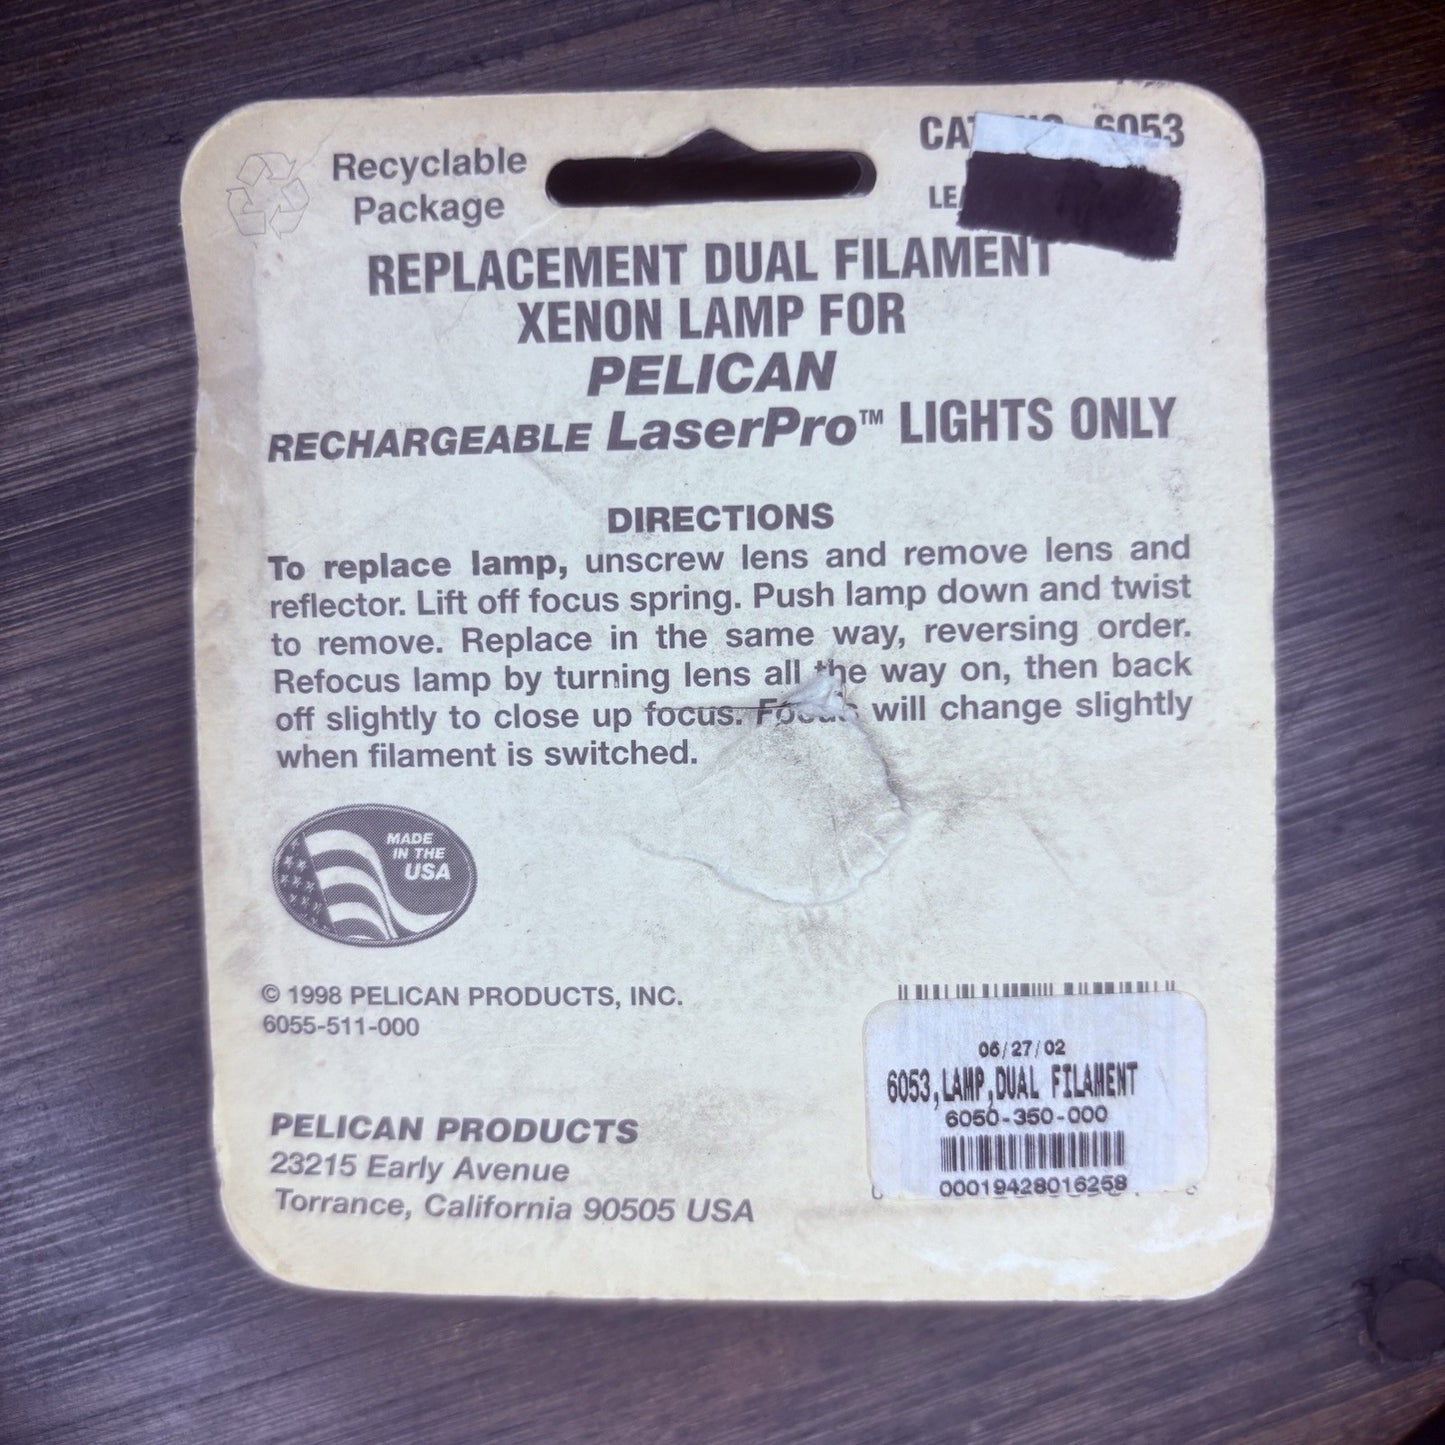 Recyclable
Package
6053
REPLACEMENT DUAL FILAMENT
XENON LAMP FOR
PELICAN
RECHARGEABLE LaserPro™ LIGHTS ONLY
DIRECTIONS
To replace lamp, unscrew lens and remove lens and
reflector. Lift off focus spring. Push lamp down and twist
to remove. Replace in the same way, reversing order.
Refocus lamp by turning lens all the way on, then back
off slightly to close up focus. Focus will change slightly
when filament is switched.
MADE
IN THE
USA
© 1998 PELICAN PRODUCTS, INC.
6055-511-000
PELICAN PRODUCTS
23215 Early Avenue
Torrance, California 90505 USA
06/27/02
6053,LAMP,DUAL FILAMENT
6050-350-000
00019428016258